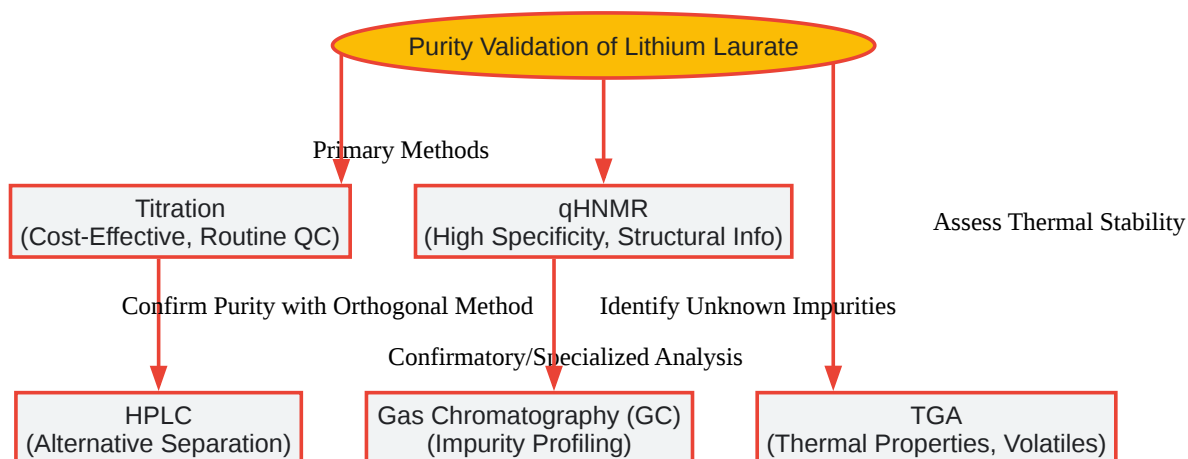 Purity Validation of Lithium Laurate
Primary Methods
Titration
(Cost-Effective, Routine QC)
qHNMR
(High Specificity, Structural Info)
Assess Thermal Stability
Confirm Purity with Orthogonal Method
Identify Unknown Impurities
Confirmatory/Specialized Analysis
HPLC
(Alternative Separation)
Gas Chromatography (GC)
(Impurity Profiling)
TGA
(Thermal Properties, Volatiles)